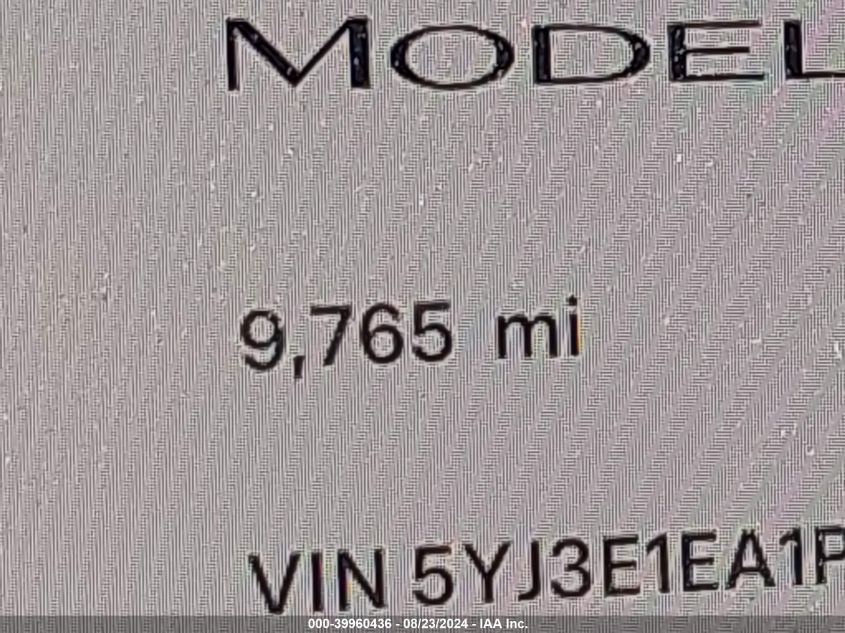 MODEL
9,765 mi
VIN 5YJ3E1EA1P
000-39960436 - 08/23/2024 - IAA Inc.